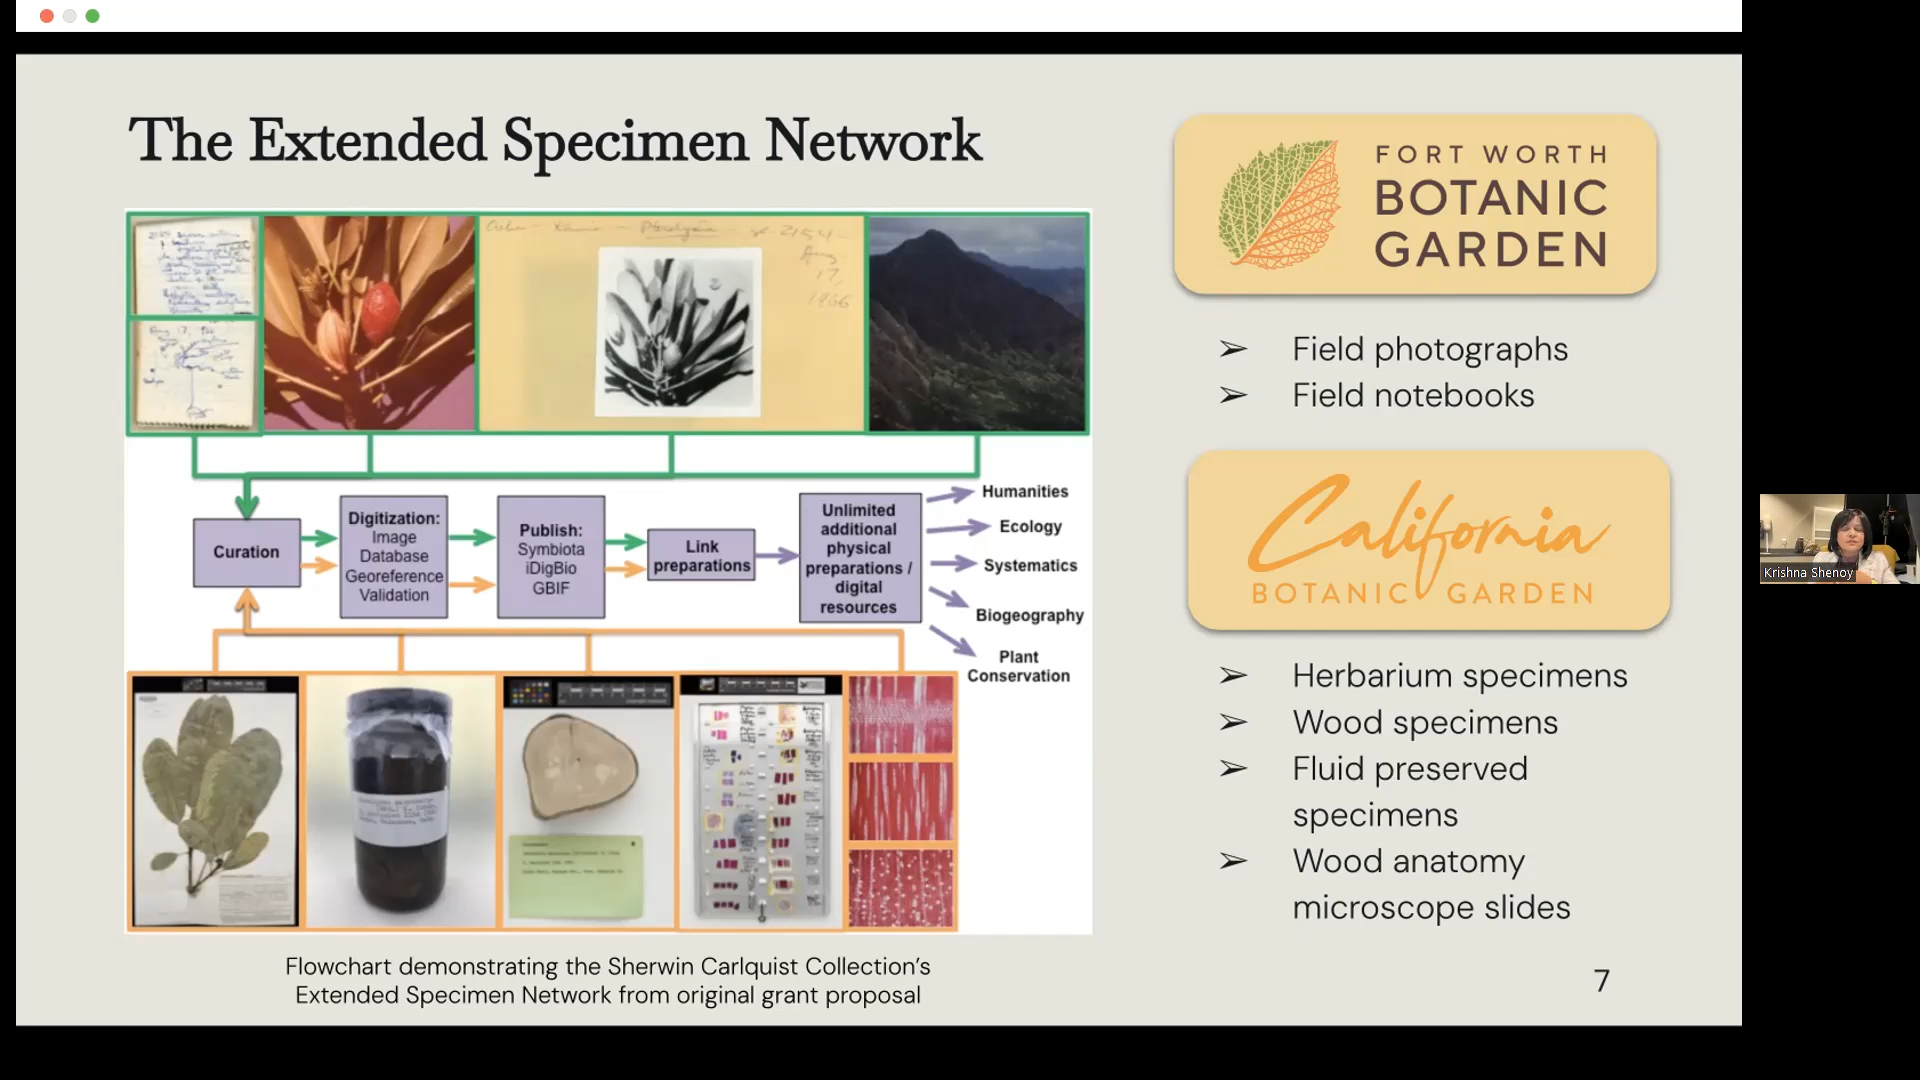 The Extended Specimen Network
Aug
17,
1966
Curation
Digitization:
Image
Database
Georeference
Validation
Publish:
Symbiota
iDigBio
GBIF
Link
preparations
Unlimited
additional
physical
preparations /
digital
resources
Humanities
Ecology
Systematics
Biogeography
Plant
Conservation
Flowchart demonstrating the Sherwin Carlquist Collection’s
Extended Specimen Network from original grant proposal
FORT WORTH
BOTANIC
GARDEN
➢ Field photographs
➢ Field notebooks
California
BOTANIC GARDEN
➢ Herbarium specimens
➢ Wood specimens
➢ Fluid preserved
specimens
➢ Wood anatomy
microscope slides
7
Krishna Shenoy